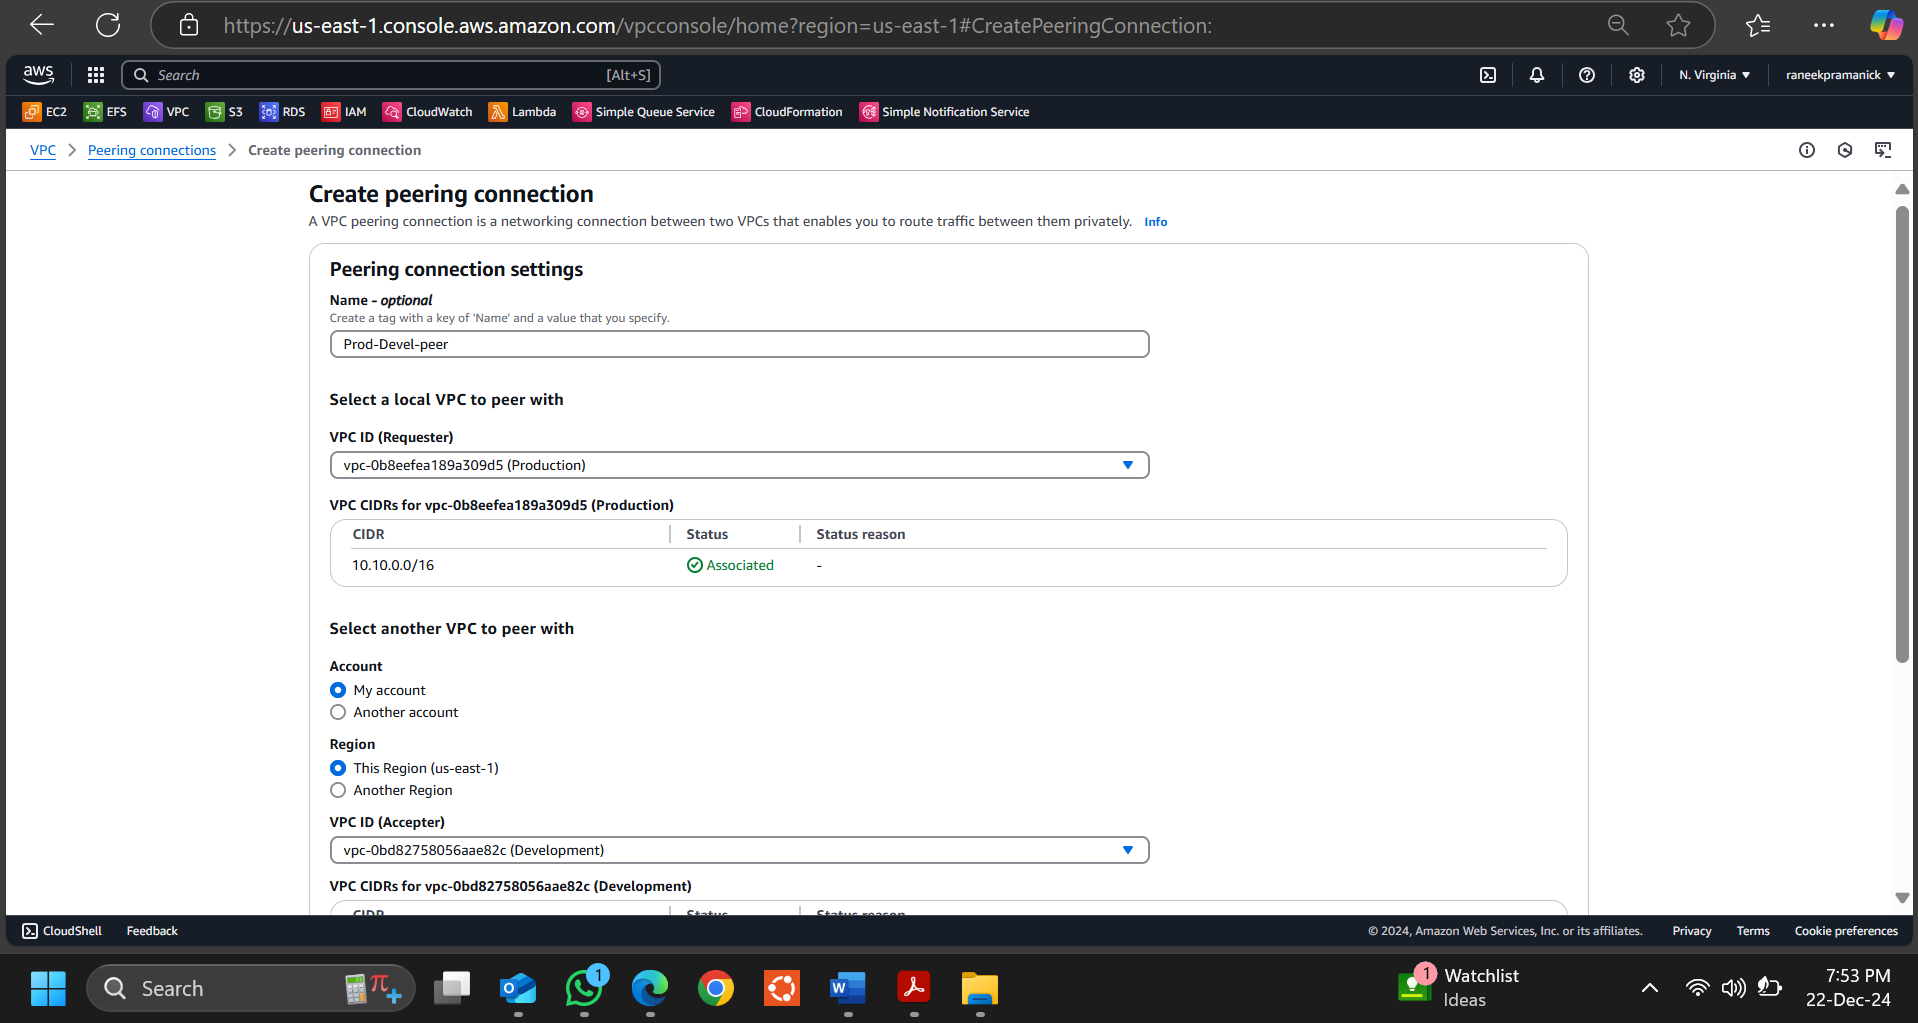 https://us-east-1.console.aws.amazon.com/vpcconsole/home?region=us-east-1#CreatePeeringConnection:
aws
Search [Alt+S]
N. Virginia
raneekpramanick
EC2 EFS VPC S3 RDS IAM CloudWatch Lambda Simple Queue Service CloudFormation Simple Notification Service
VPC > Peering connections > Create peering connection
Create peering connection
A VPC peering connection is a networking connection between two VPCs that enables you to route traffic between them privately. Info
Peering connection settings
Name - optional
Create a tag with a key of 'Name' and a value that you specify.
Prod-Devel-peer
Select a local VPC to peer with
VPC ID (Requester)
vpc-0b8eefea189a309d5 (Production)
VPC CIDRs for vpc-0b8eefea189a309d5 (Production)
CIDR Status Status reason
10.10.0.0/16 Associated -
Select another VPC to peer with
Account
My account
Another account
Region
This Region (us-east-1)
Another Region
VPC ID (Accepter)
vpc-0bd82758056aae82c (Development)
VPC CIDRs for vpc-0bd82758056aae82c (Development)
CIDR Status Status reason
CloudShell Feedback © 2024, Amazon Web Services, Inc. or its affiliates. Privacy Terms Cookie preferences
Search
1
1
Watchlist
Ideas
7:53 PM
22-Dec-24